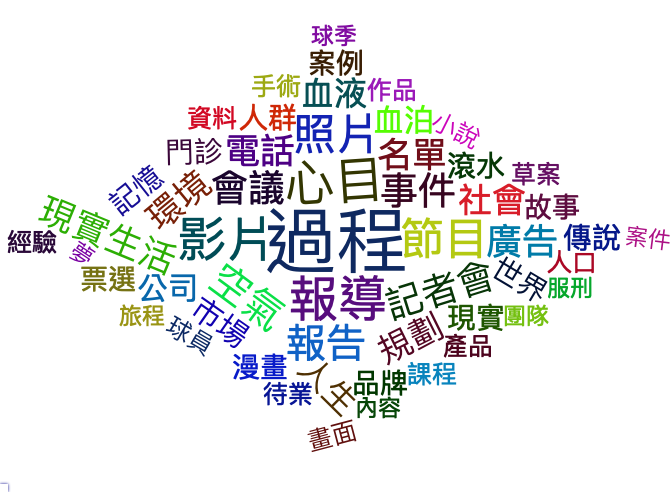 球季
案例
手術
血液
作品
資料
人群
照片
血泊
小說
門診
電話
名單
滾水
草案
記憶
環境
會議
心目
事件
社會
故事
現實生活
影片
過程
節目
廣告
傳說
案件
經驗
夢
票選
公司
空氣
報導
記者會
世界
人口
服刑
旅程
球員
市場
報告
規劃
現實
團隊
產品
漫畫
人生
品牌
課程
待業
內容
畫面